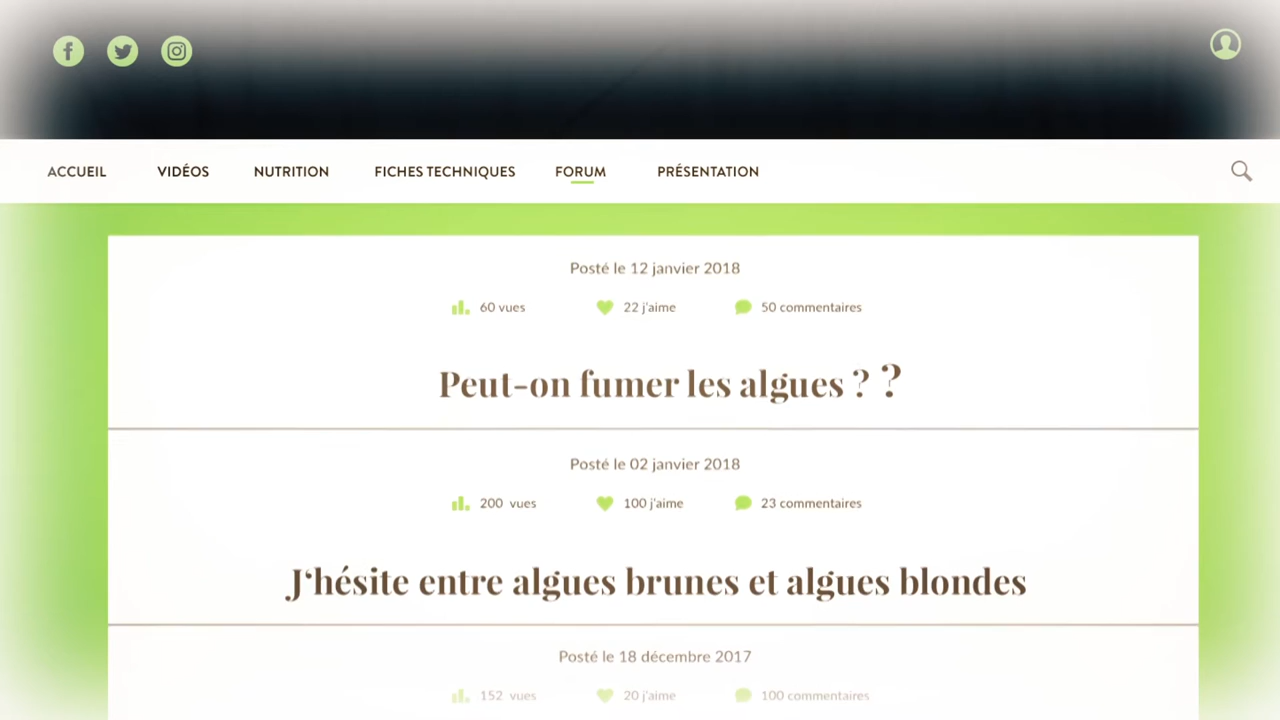 ACCUEIL VIDÉOS NUTRITION FICHES TECHNIQUES FORUM PRÉSENTATION
Posté le 12 janvier 2018
60 vues 22 j'aime 50 commentaires
Peut-on fumer les algues ? ?
Posté le 02 janvier 2018
200 vues 100 j'aime 23 commentaires
J'hésite entre algues brunes et algues blondes
Posté le 18 décembre 2017
152 vues 20 j'aime 100 commentaires